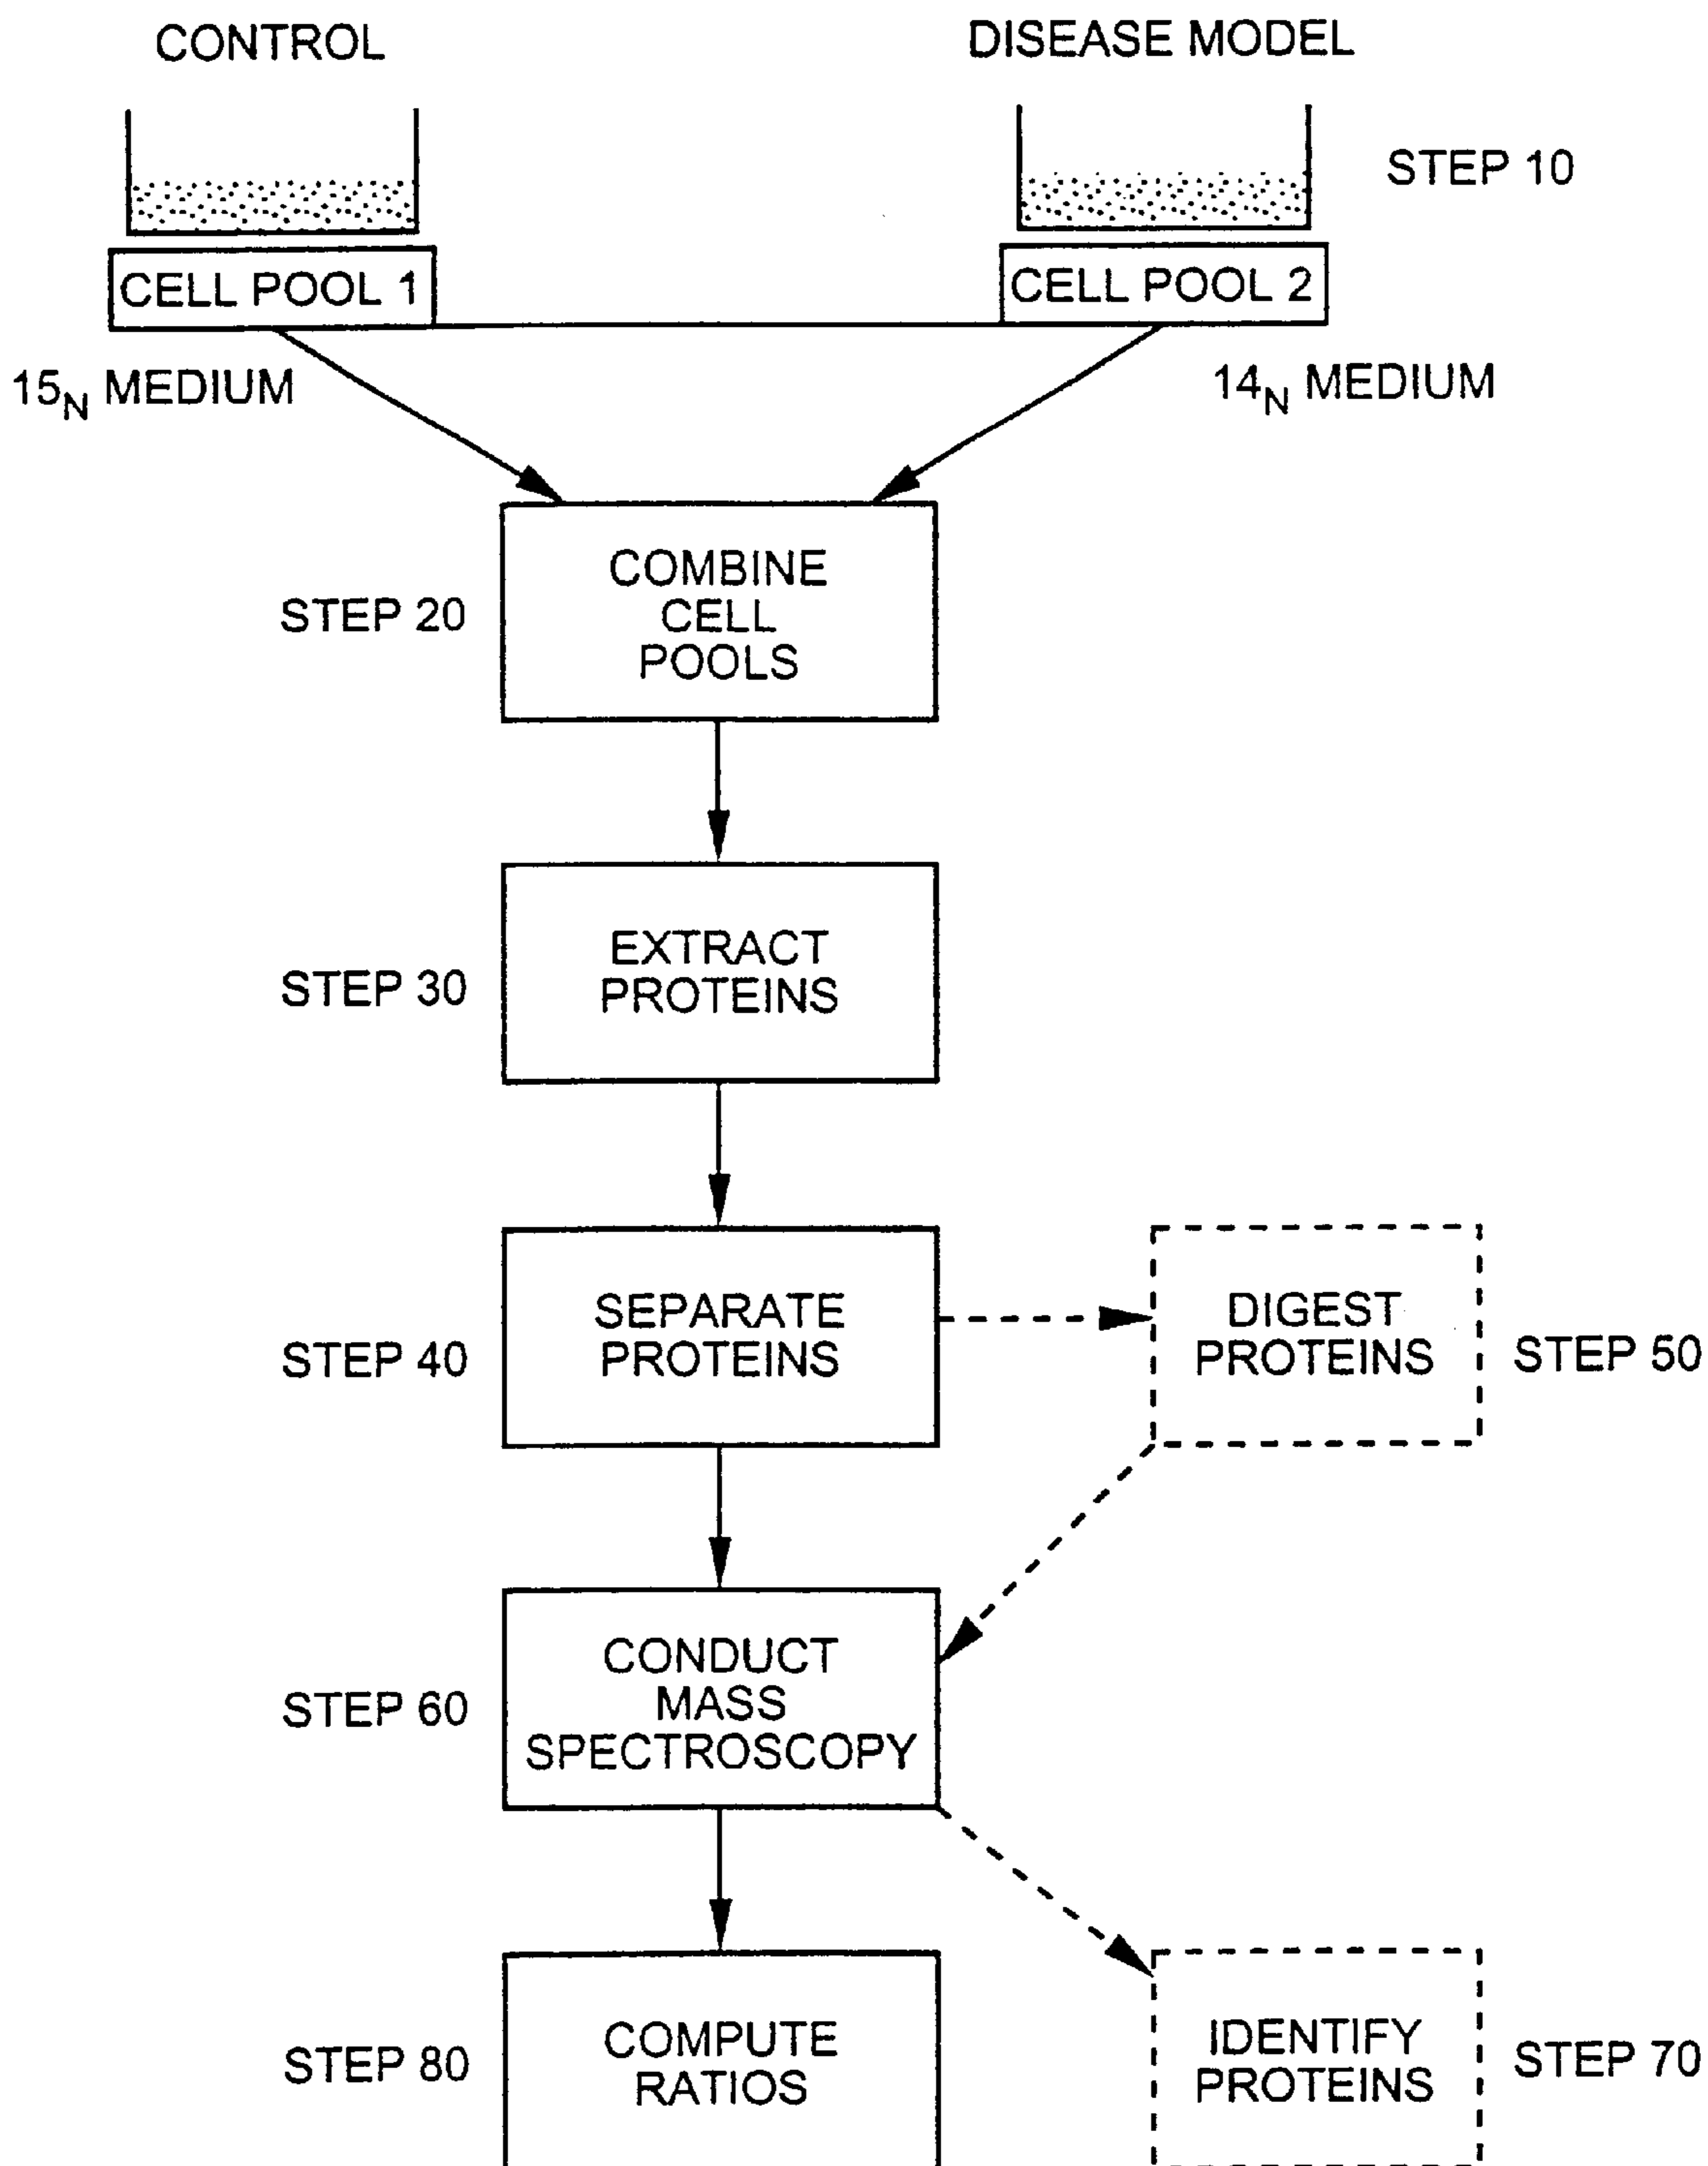 CONTROL
DISEASE MODEL
STEP 10
CELL POOL 1
CELL POOL 2
15N MEDIUM
14N MEDIUM
COMBINE
CELL
POOLS
STEP 20
EXTRACT
PROTEINS
STEP 30
SEPARATE
PROTEINS
STEP 40
DIGEST
PROTEINS
STEP 50
CONDUCT
MASS
SPECTROSCOPY
STEP 60
COMPUTE
RATIOS
STEP 80
IDENTIFY
PROTEINS
STEP 70